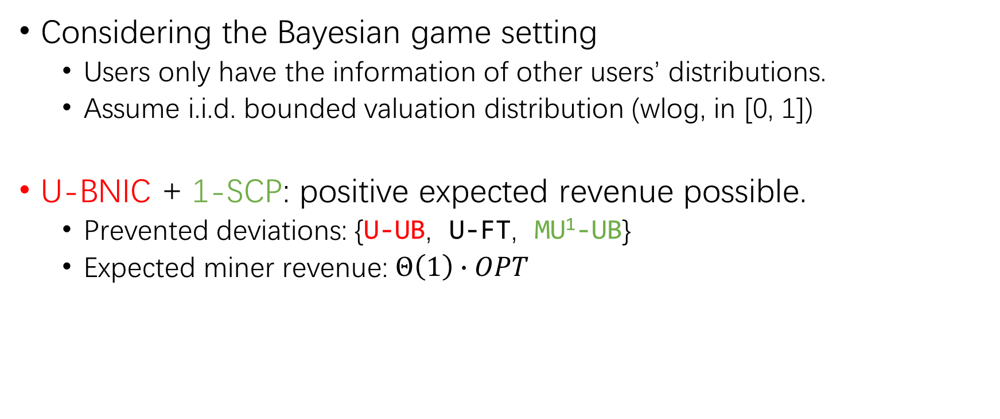 • Considering the Bayesian game setting
• Users only have the information of other users’ distributions.
• Assume i.i.d. bounded valuation distribution (wlog, in [0, 1])
• U-BNIC + 1-SCP: positive expected revenue possible.
• Prevented deviations: {U-UB, U-FT, MU¹-UB}
• Expected miner revenue: Θ(1) · OPT